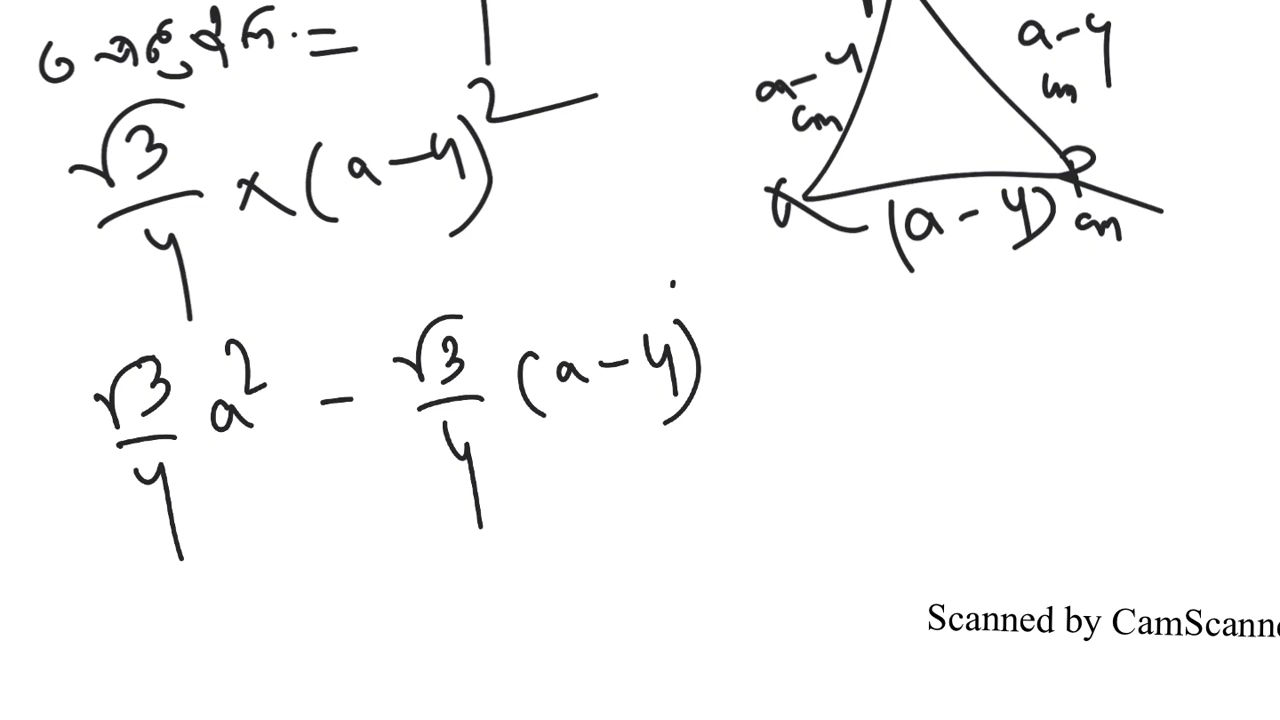 √3/4 × (a-4)²
a-4 cm
a-4 cm
(a-4) cm
√3/4 a² - √3/4 (a-4)
Scanned by CamScanne